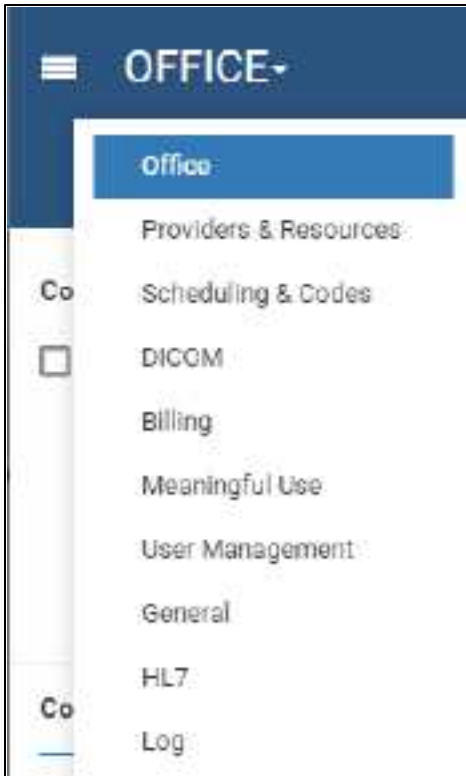 OFFICE
Office
Providers & Resources
Co
Scheduling & Codes
DICOM
Billing
Meaningful Use
User Management
General
HL7
Co
Log